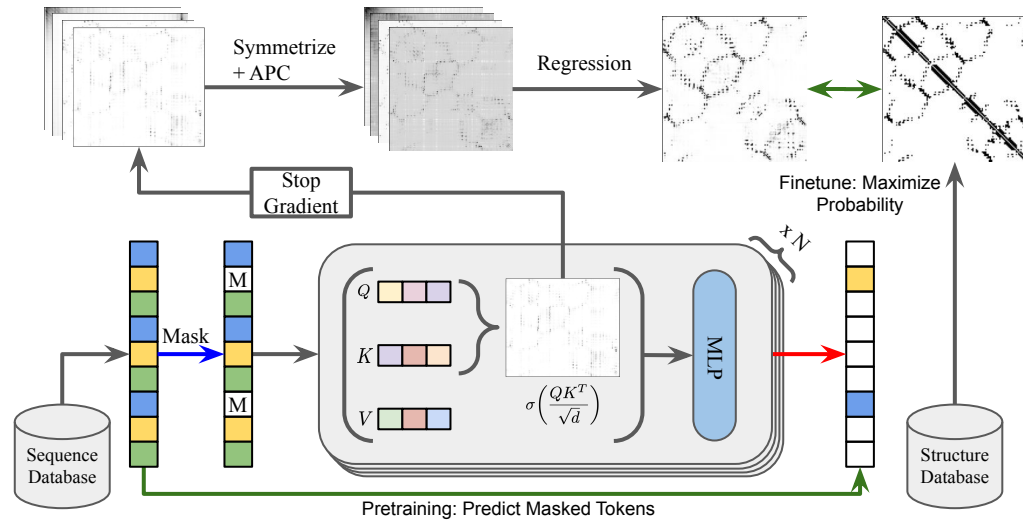 Symmetrize
+ APC
Regression
Stop
Gradient
Finetune: Maximize
Probability
x N
M
Mask
M
Q
K
V
σ(QK^T/√d)
MLP
Sequence
Database
Structure
Database
Pretraining: Predict Masked Tokens